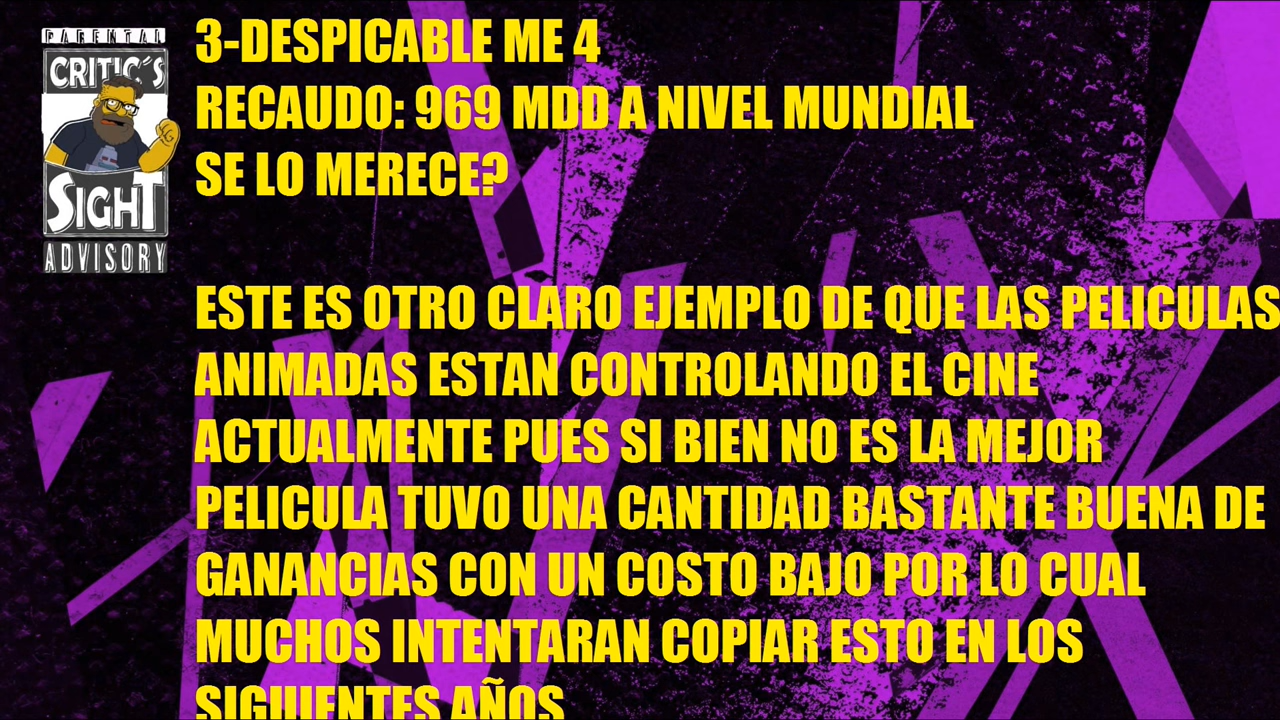 PARENTAL
CRITIC´S
SIGHT
ADVISORY
3-DESPICABLE ME 4
RECAUDO: 969 MDD A NIVEL MUNDIAL
SE LO MERECE?
ESTE ES OTRO CLARO EJEMPLO DE QUE LAS PELICULAS
ANIMADAS ESTAN CONTROLANDO EL CINE
ACTUALMENTE PUES SI BIEN NO ES LA MEJOR
PELICULA TUVO UNA CANTIDAD BASTANTE BUENA DE
GANANCIAS CON UN COSTO BAJO POR LO CUAL
MUCHOS INTENTARAN COPIAR ESTO EN LOS
SIGUIENTES AÑOS